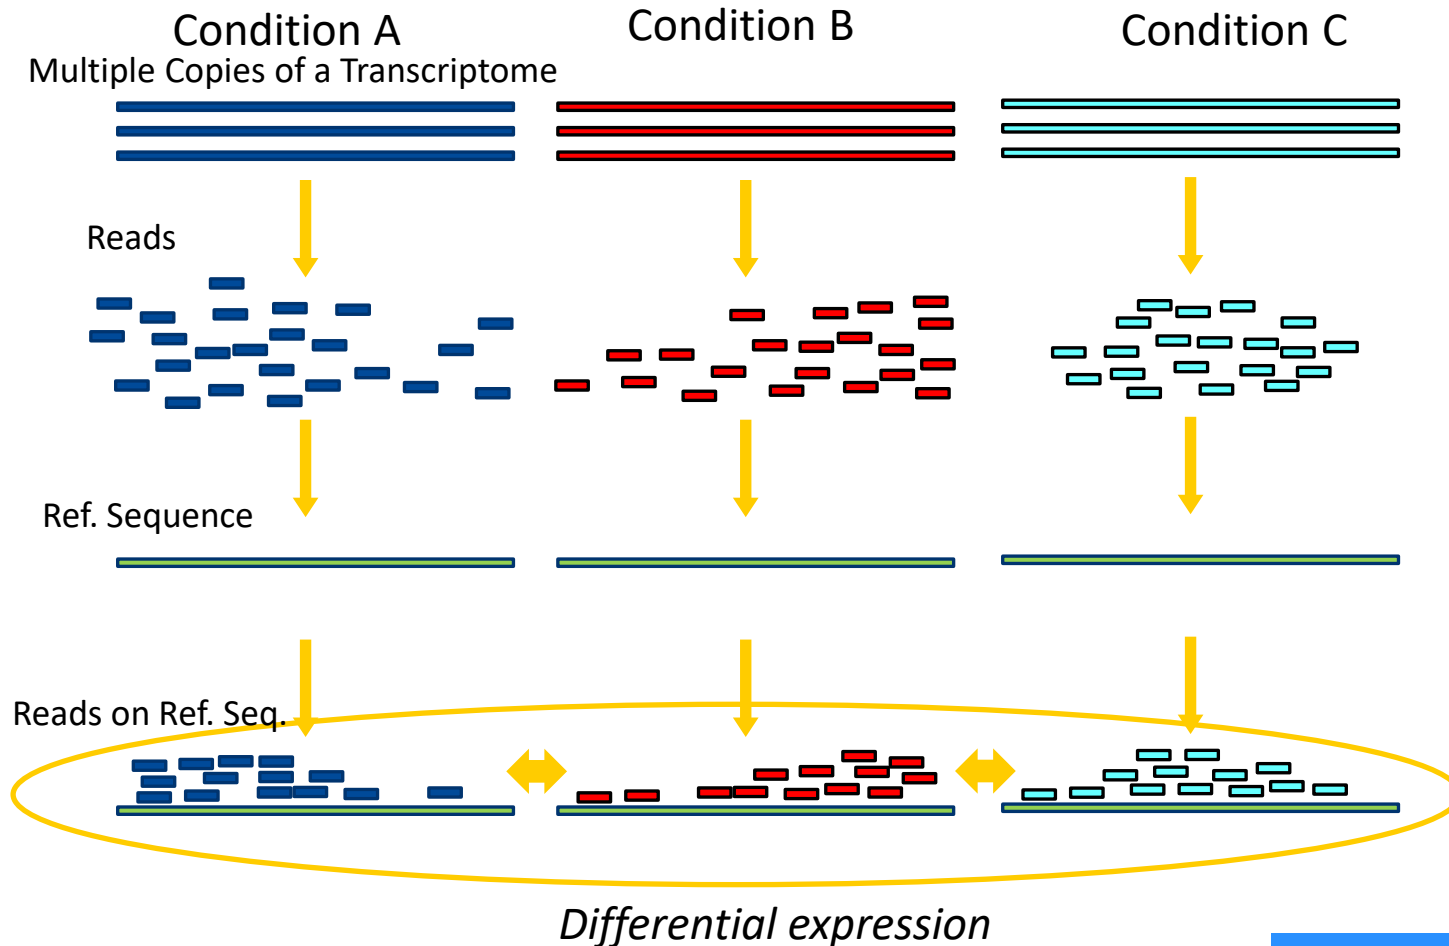 Condition A
Condition B
Condition C
Multiple Copies of a Transcriptome
Reads
Ref. Sequence
Reads on Ref. Seq.
Differential expression